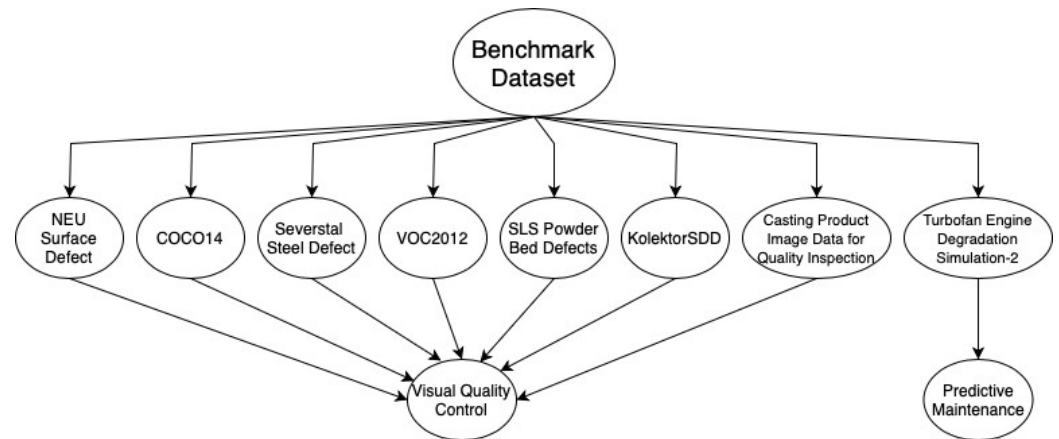 Benchmark
Dataset
NEU
Surface
Defect
COCO14
Severstal
Steel Defect
VOC2012
SLS Powder
Bed Defects
KolektorSDD
Casting Product
Image Data for
Quality Inspection
Turbofan Engine
Degradation
Simulation-2
Visual Quality
Control
Predictive
Maintenance